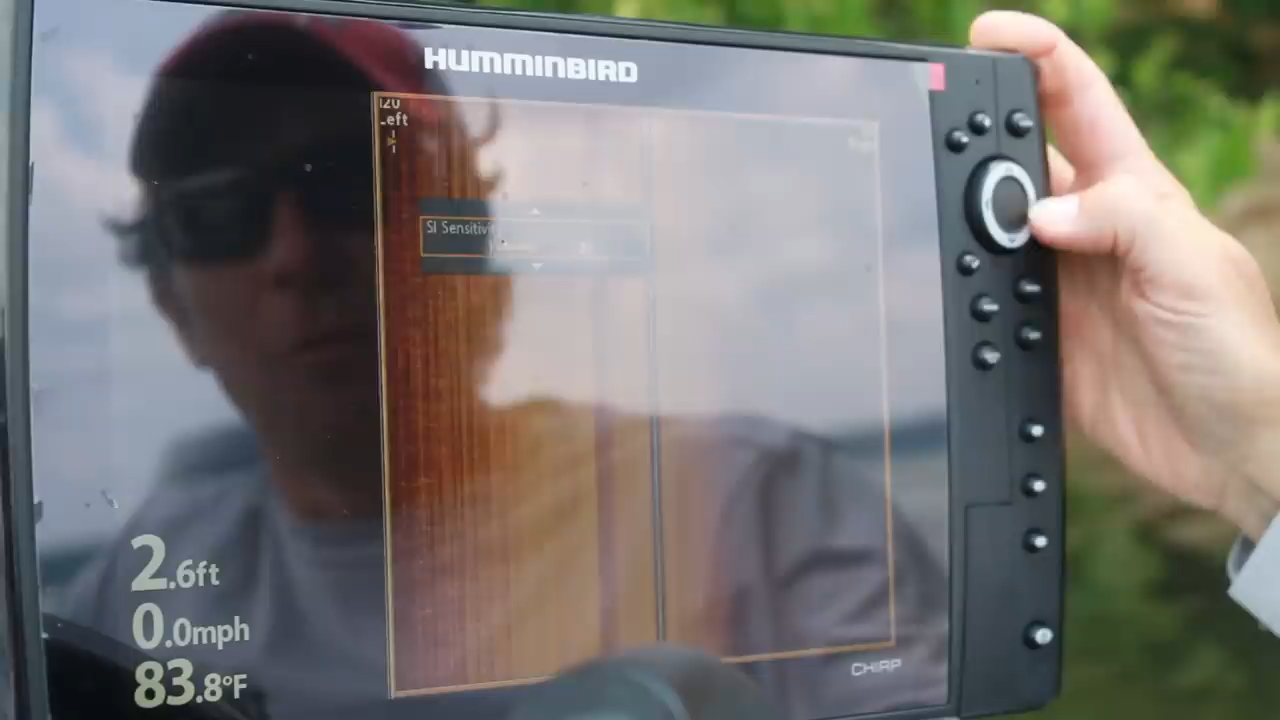 HUMMINBIRD
120
Left
SI Sensitivi
2.6ft
0.0mph
83.8°F
CHIRP